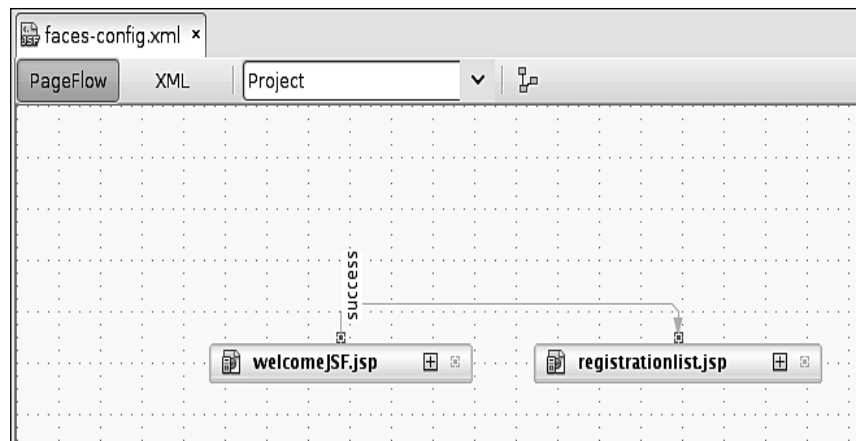 faces-config.xml ×
PageFlow XML Project
success
welcomeJSF.jsp
registrationlist.jsp